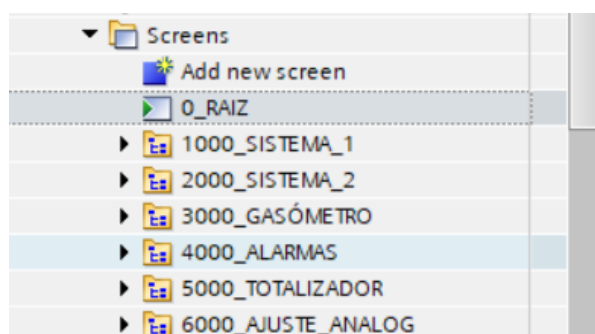 Screens
Add new screen
0_RAIZ
1000_SISTEMA_1
2000_SISTEMA_2
3000_GASÓMETRO
4000_ALARMAS
5000_TOTALIZADOR
6000_AJUSTE_ANALOG